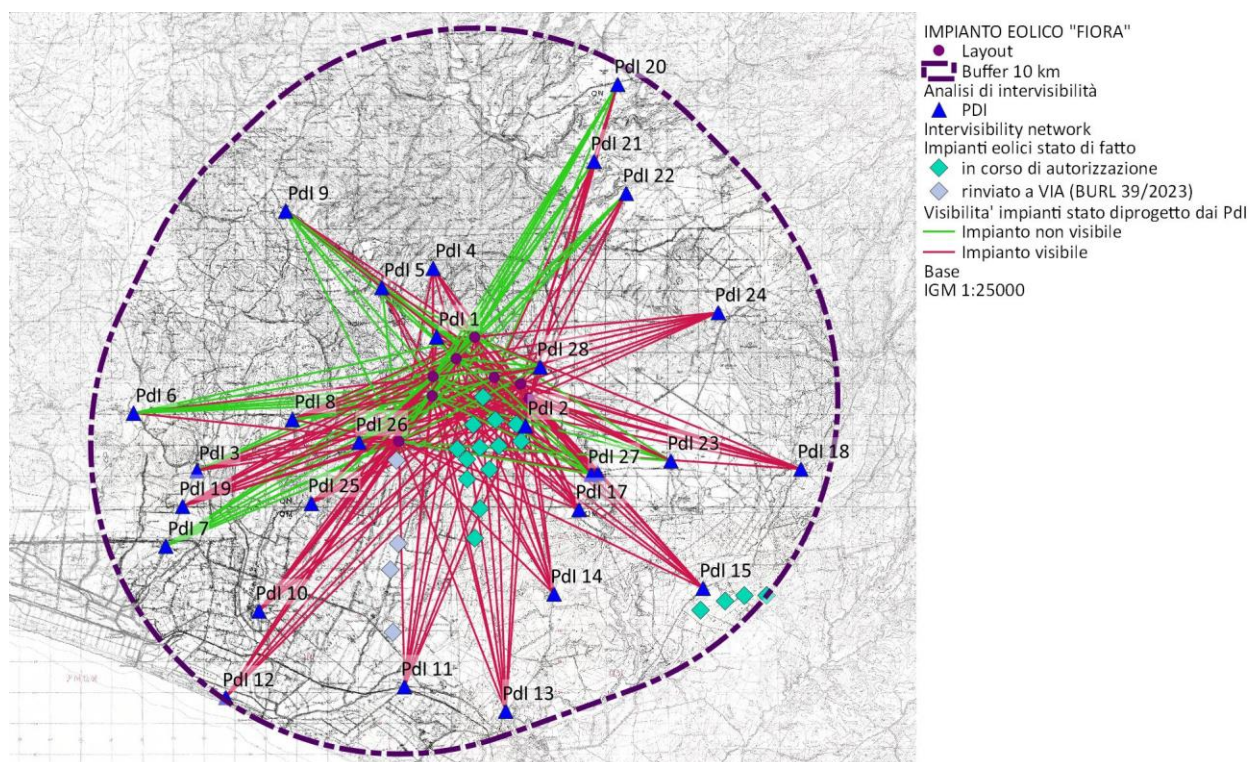 IMPIANTO EOLICO "FIORA"
Layout
Buffer 10 km
Analisi di intervisibilità
PDI
Intervisibility network
Impianti eolici stato di fatto
in corso di autorizzazione
rinviato a VIA (BURL 39/2023)
Visibilita' impianti stato diprogetto dai PdI
Impianto non visibile
Impianto visibile
Base
IGM 1:25000
PdI 20
PdI 21
PdI 22
PdI 9
PdI 4
PdI 5
PdI 24
PdI 1
PdI 28
PdI 6
PdI 8
PdI 2
PdI 26
PdI 3
PdI 27
PdI 23
PdI 18
PdI 19
PdI 25
PdI 17
PdI 7
PdI 14
PdI 15
PdI 10
PdI 11
PdI 12
PdI 13